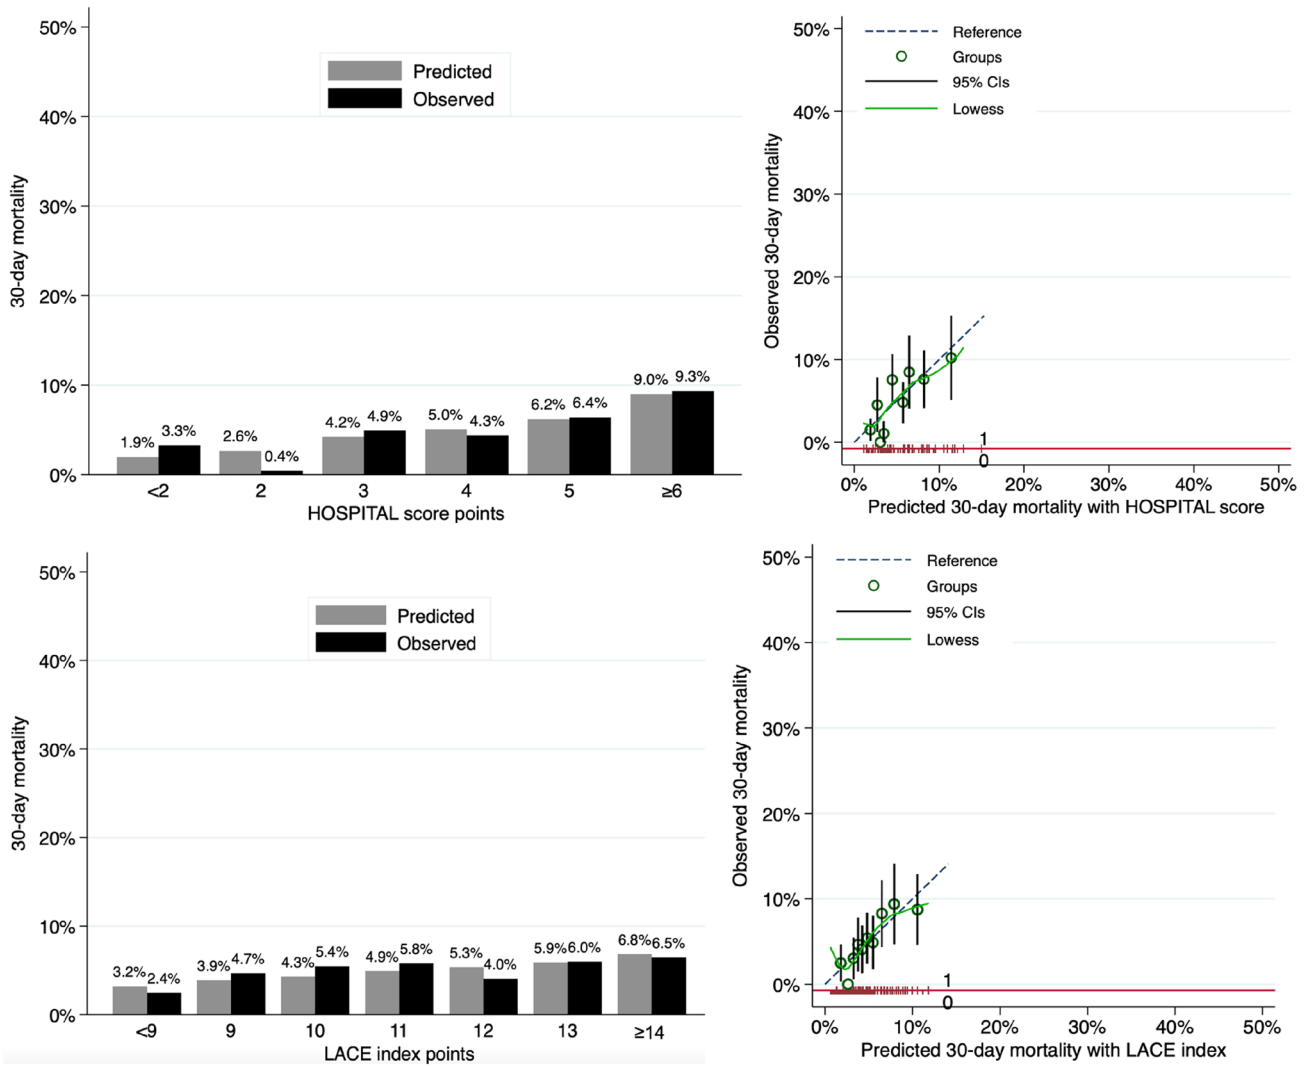 50%
40%
30%
20%
10%
0%
30-day mortality
Predicted
Observed
1.9% 3.3%
2.6% 0.4%
4.2% 4.9%
5.0% 4.3%
6.2% 6.4%
9.0% 9.3%
<2 2 3 4 5 ≥6
HOSPITAL score points
50%
40%
30%
20%
10%
0%
Observed 30-day mortality
Reference
Groups
95% CIs
Lowess
1
0
0% 10% 20% 30% 40% 50%
Predicted 30-day mortality with HOSPITAL score
50%
40%
30%
20%
10%
0%
30-day mortality
Predicted
Observed
3.2% 2.4%
3.9% 4.7%
4.3% 5.4%
4.9% 5.8%
5.3% 4.0%
5.9% 6.0%
6.8% 6.5%
<9 9 10 11 12 13 ≥14
LACE index points
50%
40%
30%
20%
10%
0%
Observed 30-day mortality
Reference
Groups
95% CIs
Lowess
1
0
0% 10% 20% 30% 40% 50%
Predicted 30-day mortality with LACE index